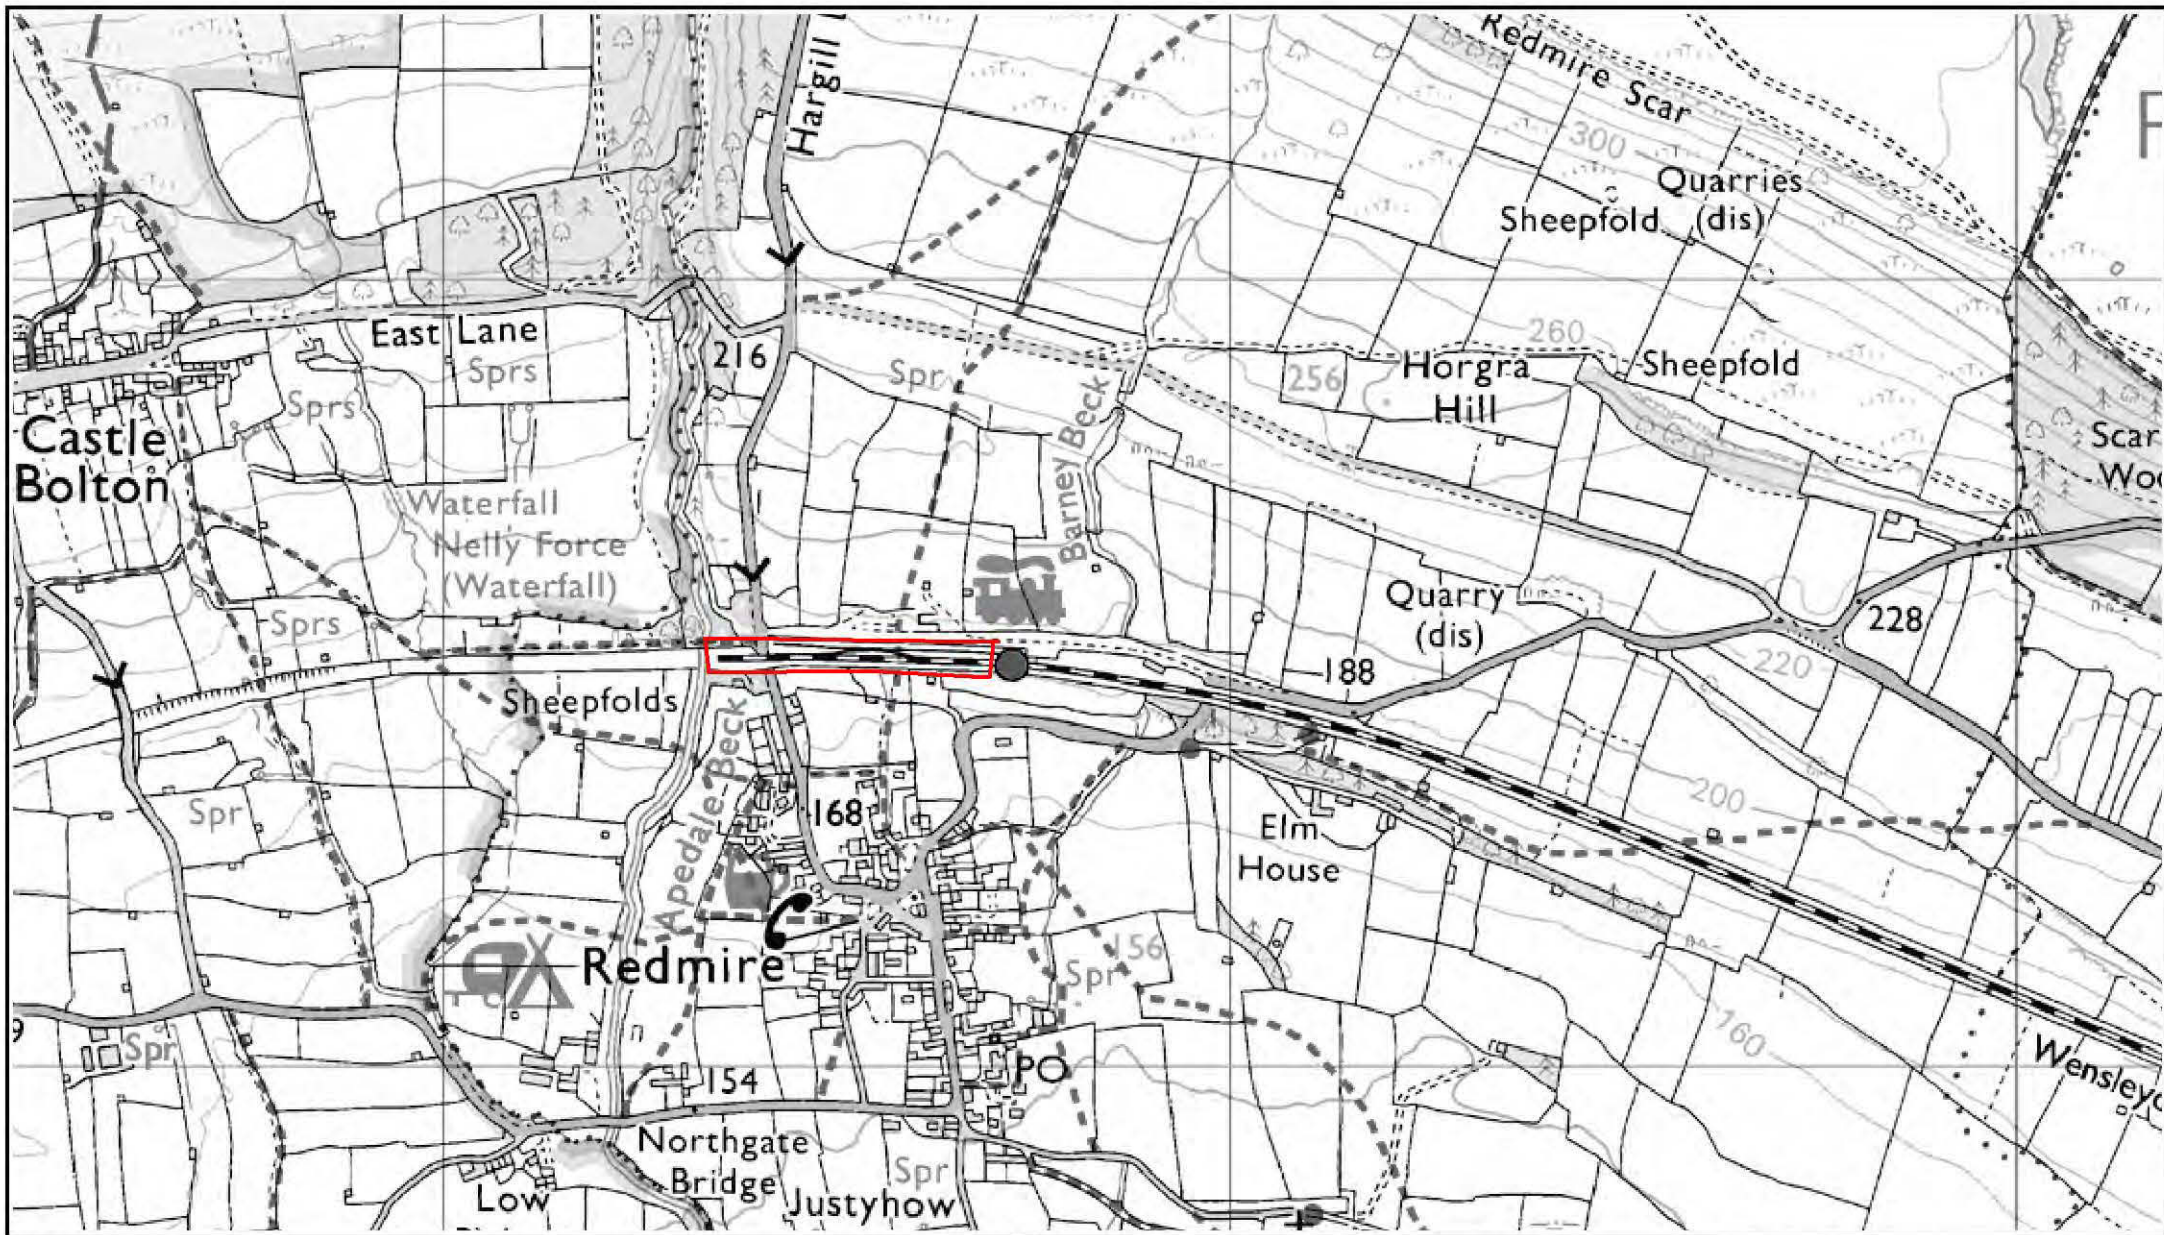 Hargill
Redmire Scar
300
Quarries
(dis)
Sheepfold
East Lane
216
Sprs
Sprs
Spr
Barney Beck
256
Horgra
Hill
260
Sheepfold
Castle
Bolton
Scar
Waterfall
Nelly Force
(Waterfall)
Sprs
Quarry
(dis)
228
220
188
Sheepfolds
Apedale Beck
Spr
168
200
Elm
House
Redmire
156
Spr
160
9
Spr
154
PO
Northgate
Bridge
Low
Justyhow
Spr